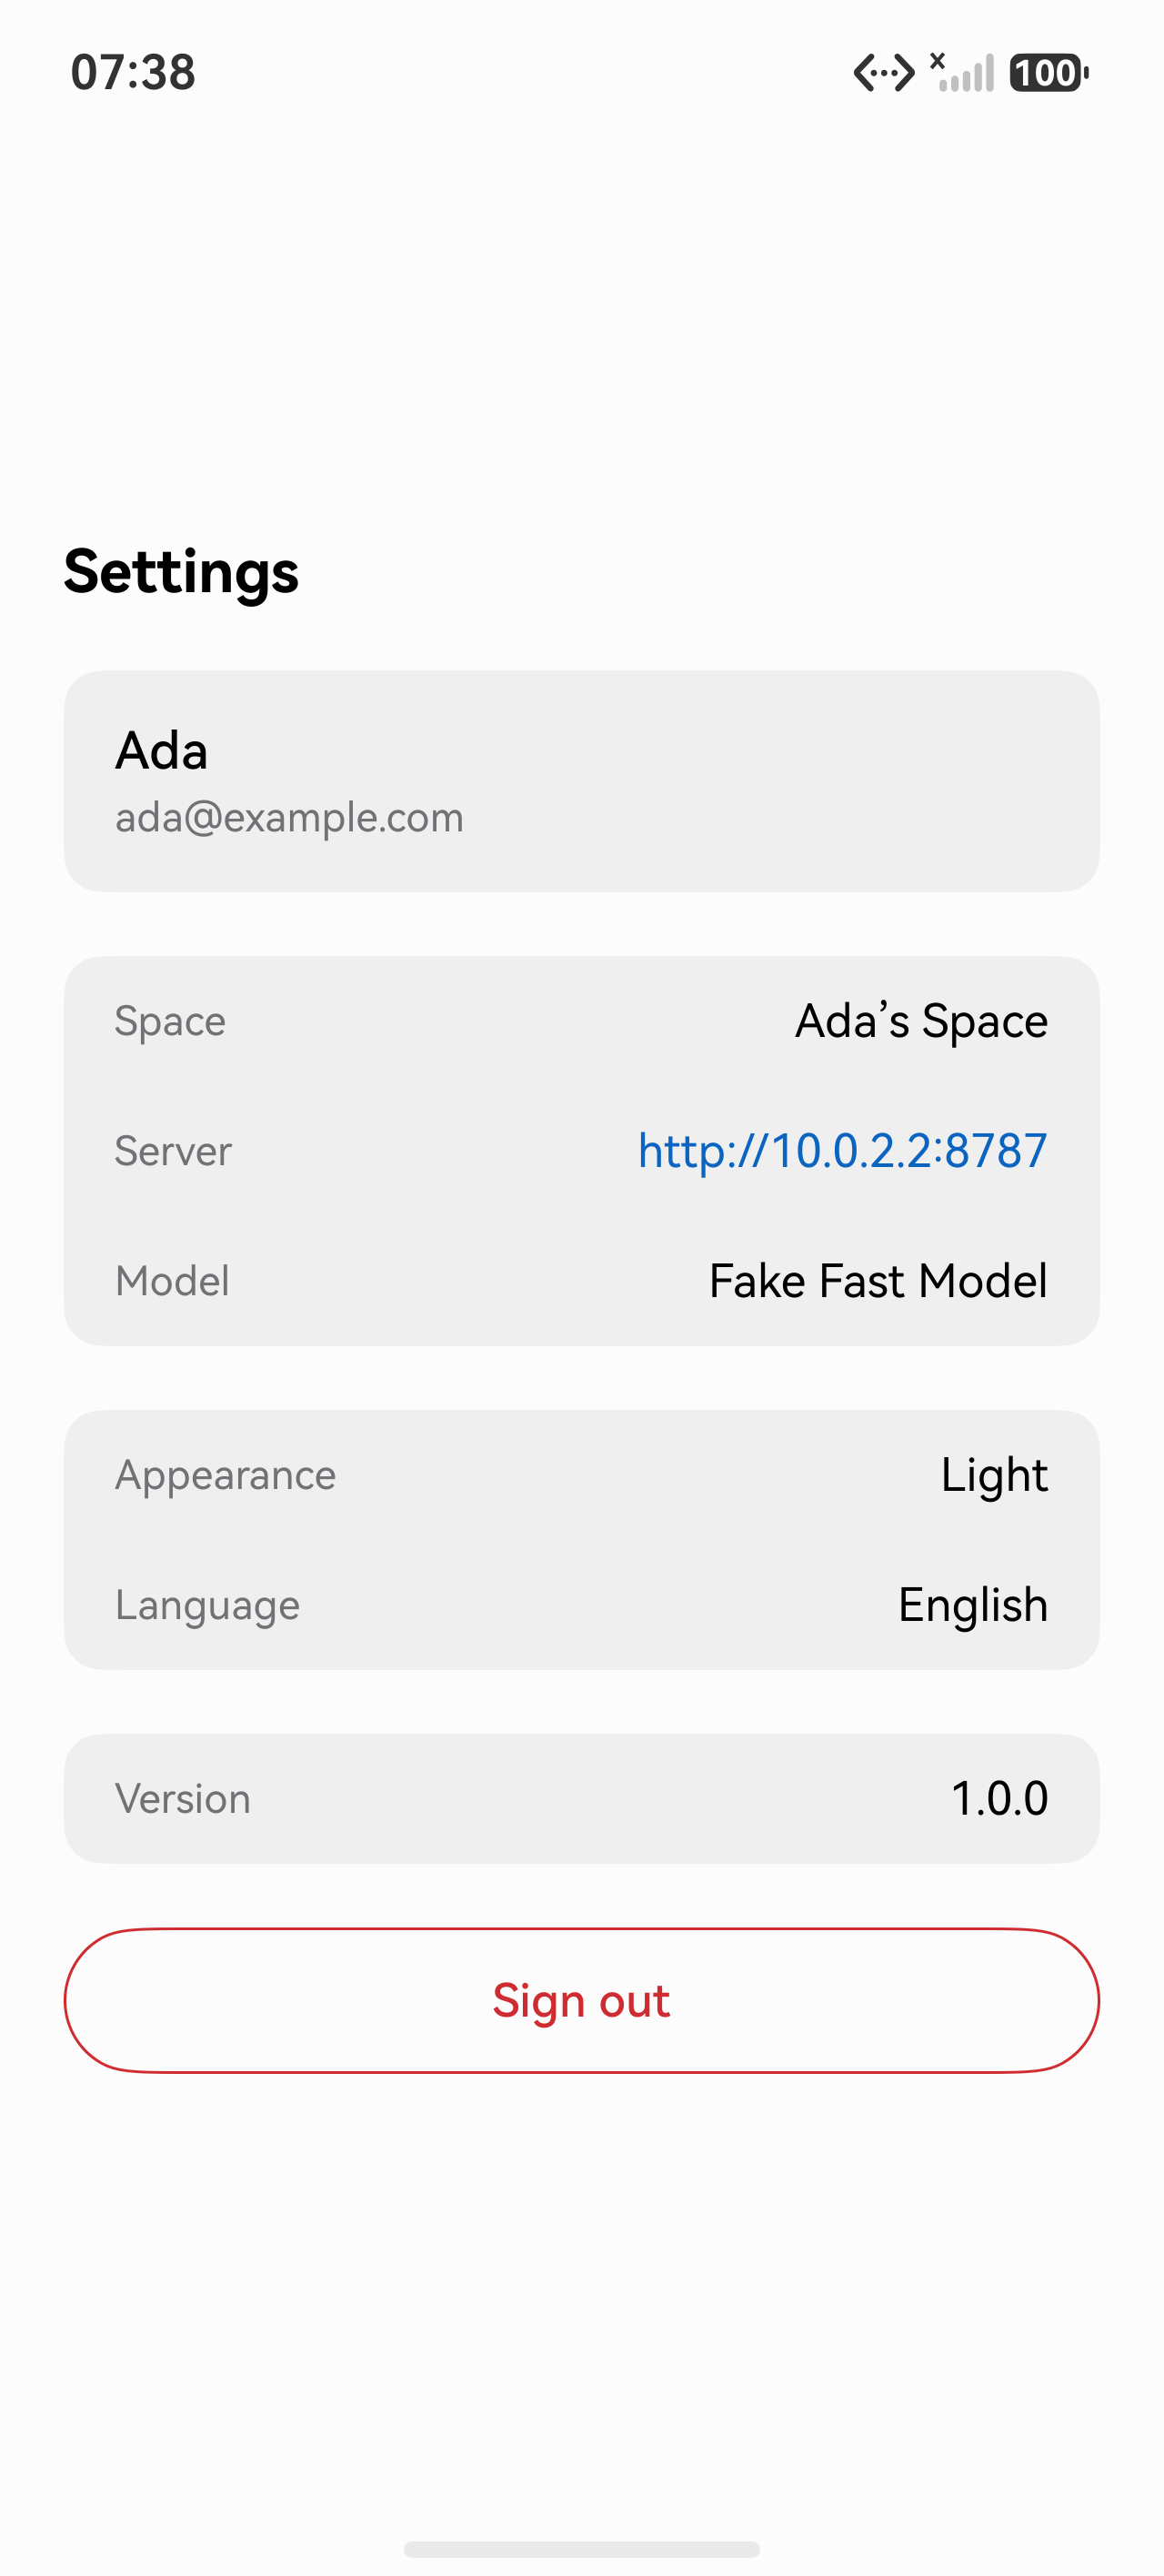 07:38
100
Settings
Ada
ada@example.com
Space
Ada’s Space
Server
http://10.0.2.2:8787
Model
Fake Fast Model
Appearance
Light
Language
English
Version
1.0.0
Sign out